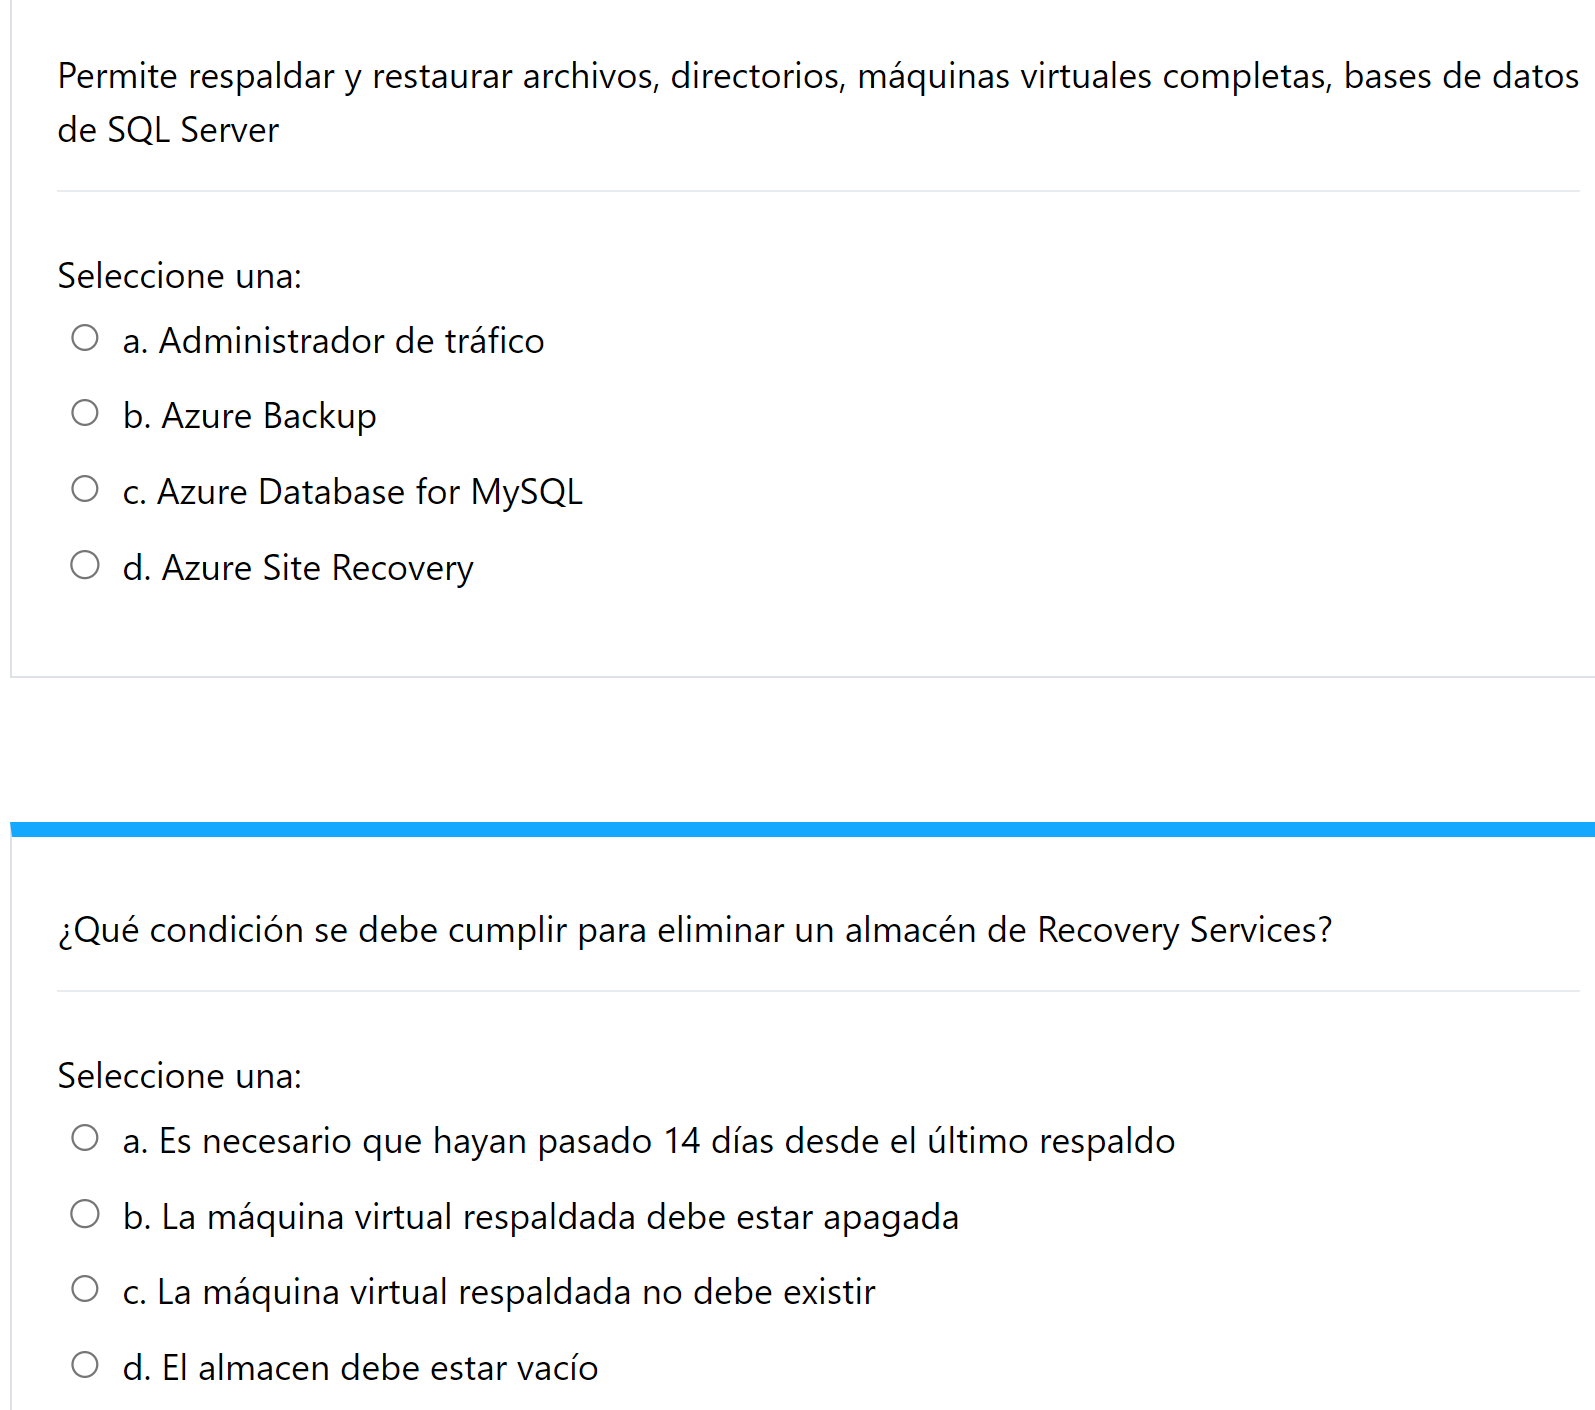 Permite respaldar y restaurar archivos, directorios, máquinas virtuales completas, bases de datos
de SQL Server
Seleccione una:
a. Administrador de tráfico
b. Azure Backup
c. Azure Database for MySQL
d. Azure Site Recovery
¿Qué condición se debe cumplir para eliminar un almacén de Recovery Services?
Seleccione una:
a. Es necesario que hayan pasado 14 días desde el último respaldo
b. La máquina virtual respaldada debe estar apagada
c. La máquina virtual respaldada no debe existir
d. El almacen debe estar vacío